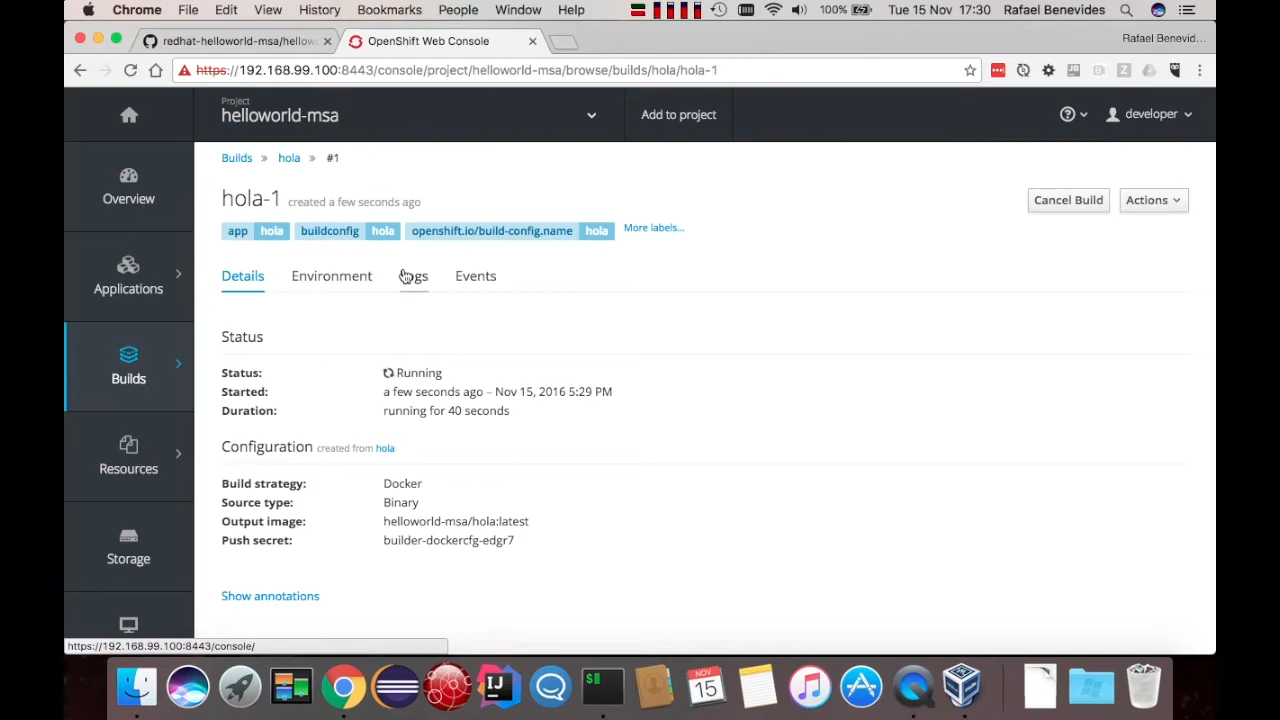 Chrome File Edit View History Bookmarks People Window Help 100% Tue 15 Nov 17:30 Rafael Benevides
redhat-helloworld-msa/hellow
OpenShift Web Console
Rafael Benevid...
https://192.168.99.100:8443/console/project/helloworld-msa/browse/builds/hola/hola-1
Project
helloworld-msa
Add to project
developer
Overview
Applications
Builds
Resources
Storage
Builds » hola » #1
hola-1 created a few seconds ago
Cancel Build
Actions
app hola buildconfig hola openshift.io/build-config.name hola More labels...
Details Environment Logs Events
Status
Status: Running
Started: a few seconds ago – Nov 15, 2016 5:29 PM
Duration: running for 40 seconds
Configuration created from hola
Build strategy: Docker
Source type: Binary
Output image: helloworld-msa/hola:latest
Push secret: builder-dockercfg-edgr7
Show annotations
https://192.168.99.100:8443/console/
$
IJ
NOV
15